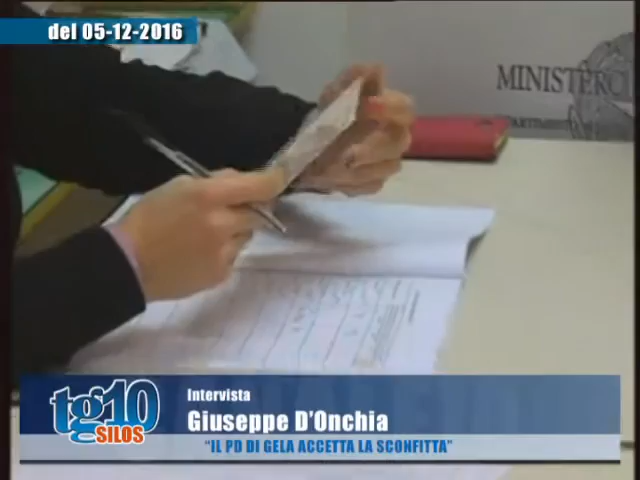 del 05-12-2016
MINISTERO
tg10
SILOS
Intervista
Giuseppe D'Onchia
"IL PD DI GELA ACCETTA LA SCONFITTA"